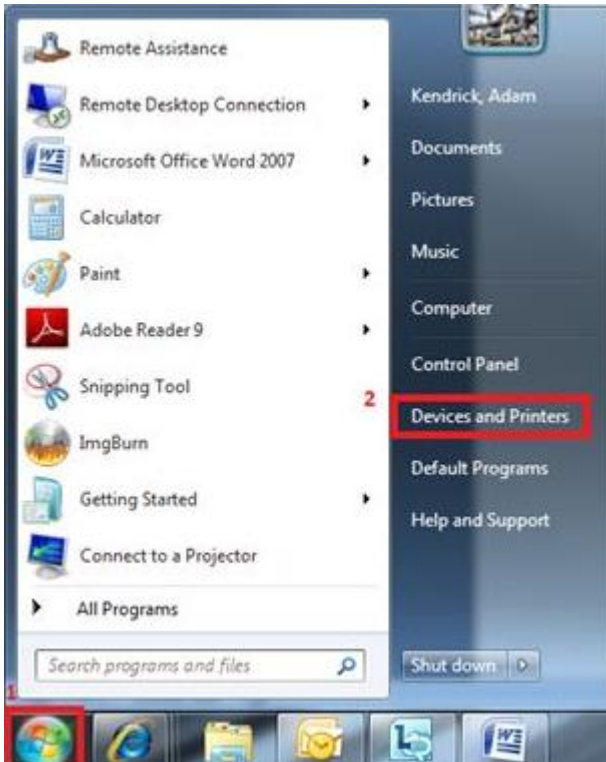 Remote Assistance
Remote Desktop Connection
Microsoft Office Word 2007
Calculator
Paint
Adobe Reader 9
Snipping Tool
ImgBurn
Getting Started
Connect to a Projector
All Programs
Search programs and files
Kendrick, Adam
Documents
Pictures
Music
Computer
Control Panel
2
Devices and Printers
Default Programs
Help and Support
Shut down
1